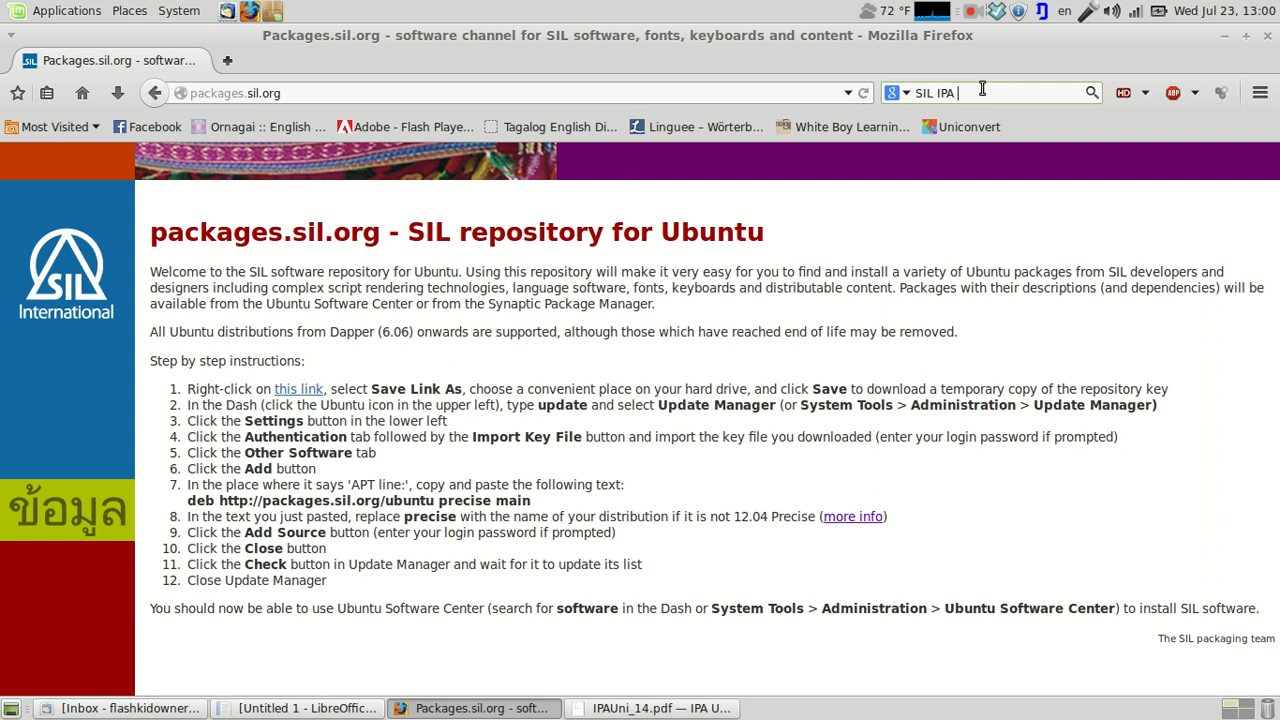 Applications Places System 72 °F en Wed Jul 23, 13:00
Packages.sil.org - software channel for SIL software, fonts, keyboards and content - Mozilla Firefox
SIL Packages.sil.org - softwar...
packages.sil.org 8 SIL IPA HD ABP
Most Visited Facebook Ornagai :: English ... Adobe - Flash Playe... Tagalog English Di... Linguee – Wörterb... White Boy Learnin... Uniconvert
packages.sil.org - SIL repository for Ubuntu
Welcome to the SIL software repository for Ubuntu. Using this repository will make it very easy for you to find and install a variety of Ubuntu packages from SIL developers and
designers including complex script rendering technologies, language software, fonts, keyboards and distributable content. Packages with their descriptions (and dependencies) will be
available from the Ubuntu Software Center or from the Synaptic Package Manager.
SIL
International
All Ubuntu distributions from Dapper (6.06) onwards are supported, although those which have reached end of life may be removed.
Step by step instructions:
1. Right-click on this link, select Save Link As, choose a convenient place on your hard drive, and click Save to download a temporary copy of the repository key
2. In the Dash (click the Ubuntu icon in the upper left), type update and select Update Manager (or System Tools > Administration > Update Manager)
3. Click the Settings button in the lower left
4. Click the Authentication tab followed by the Import Key File button and import the key file you downloaded (enter your login password if prompted)
5. Click the Other Software tab
6. Click the Add button
7. In the place where it says 'APT line:', copy and paste the following text:
deb http://packages.sil.org/ubuntu precise main
ข้อมูล
8. In the text you just pasted, replace precise with the name of your distribution if it is not 12.04 Precise (more info)
9. Click the Add Source button (enter your login password if prompted)
10. Click the Close button
11. Click the Check button in Update Manager and wait for it to update its list
12. Close Update Manager
You should now be able to use Ubuntu Software Center (search for software in the Dash or System Tools > Administration > Ubuntu Software Center) to install SIL software.
The SIL packaging team
[Inbox - flashkidowner... [Untitled 1 - LibreOffic... Packages.sil.org - soft... IPAUni_14.pdf — IPA U...